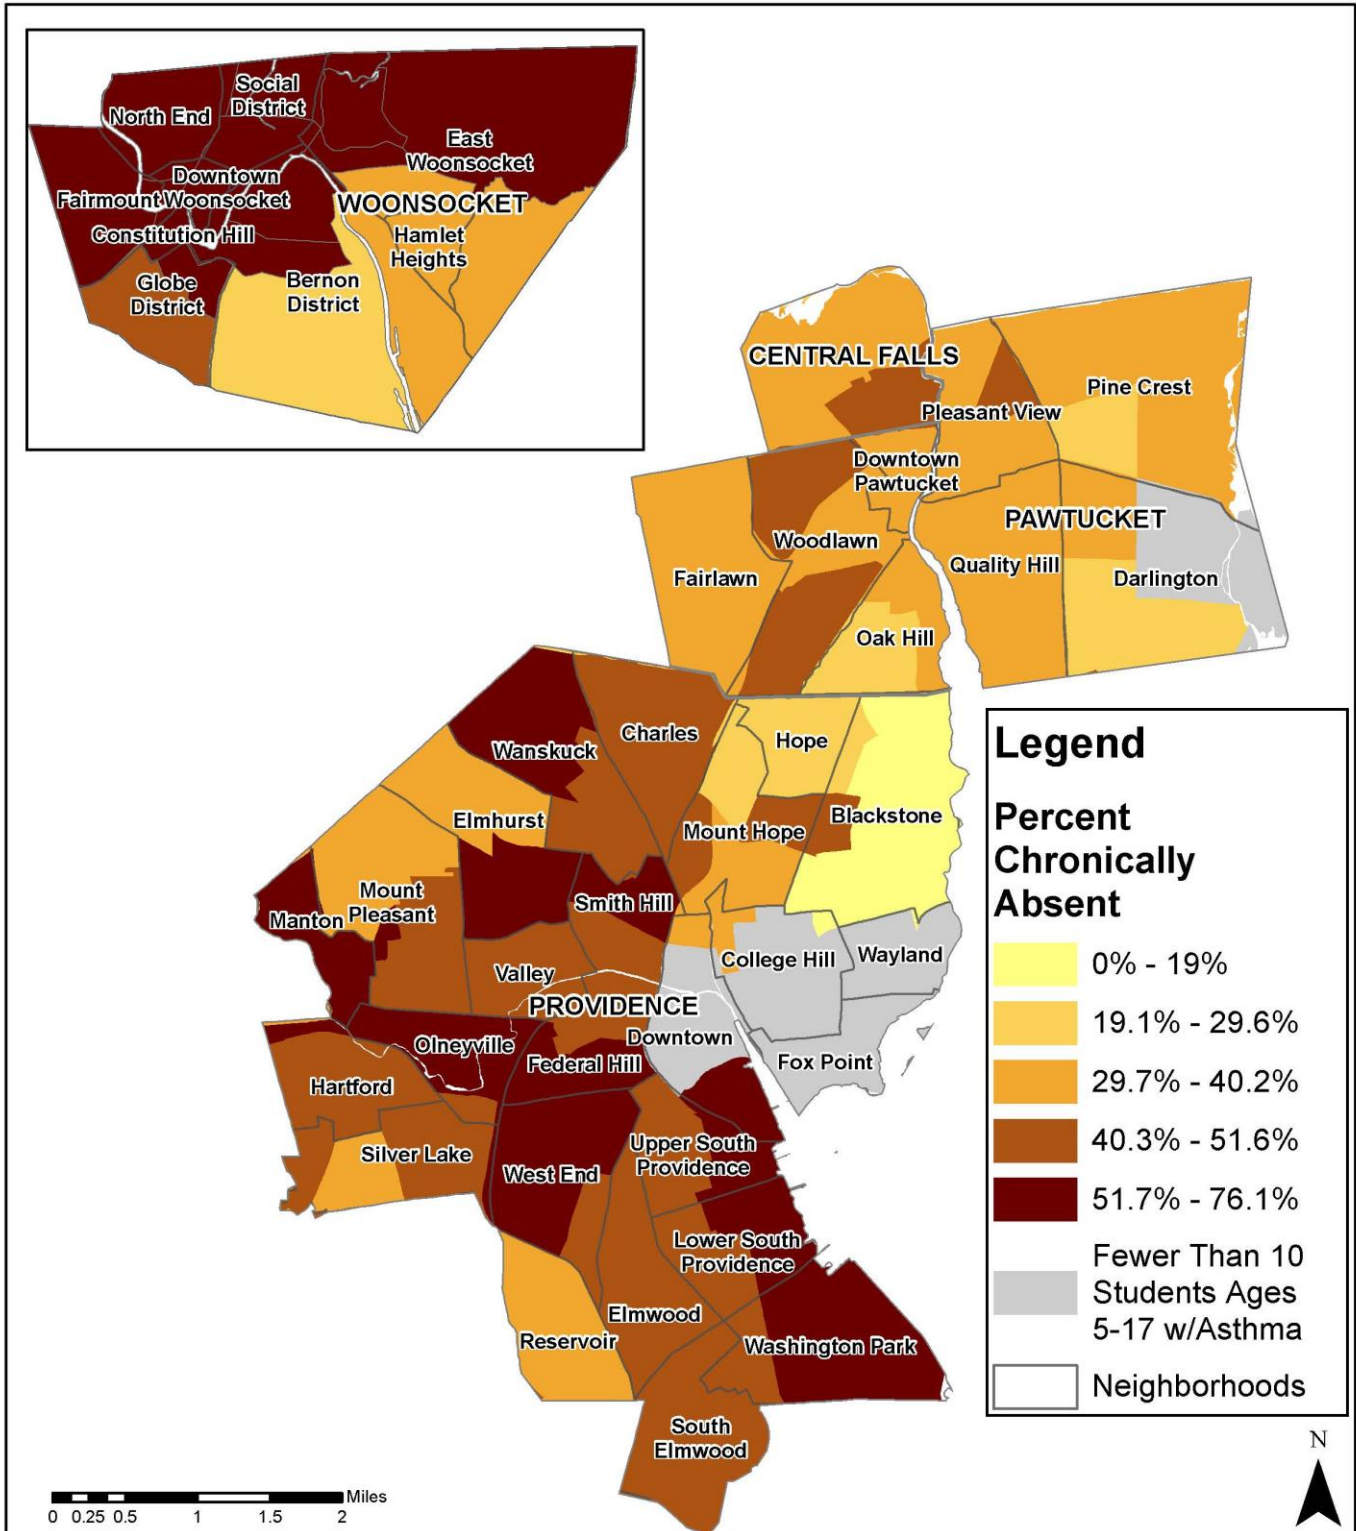 Social
District
North End
East
Woonsocket
Downtown
Fairmount Woonsocket
WOONSOCKET
Constitution Hill
Hamlet
Heights
Globe
District
Bernon
District
CENTRAL FALLS
Pine Crest
Pleasant View
Downtown
Pawtucket
PAWTUCKET
Woodlawn
Quality Hill
Fairlawn
Darlington
Oak Hill
Charles
Hope
Wanskuck
Elmhurst
Mount Hope
Blackstone
Mount
Pleasant
Smith Hill
Manton
College Hill
Wayland
Valley
PROVIDENCE
Downtown
Olneyville
Federal Hill
Fox Point
Hartford
Silver Lake
Upper South
Providence
West End
Lower South
Providence
Elmwood
Reservoir
Washington Park
South
Elmwood
Legend
Percent
Chronically
Absent
0% - 19%
19.1% - 29.6%
29.7% - 40.2%
40.3% - 51.6%
51.7% - 76.1%
Fewer Than 10
Students Ages
5-17 w/Asthma
Neighborhoods
N
Miles
0 0.25 0.5 1 1.5 2